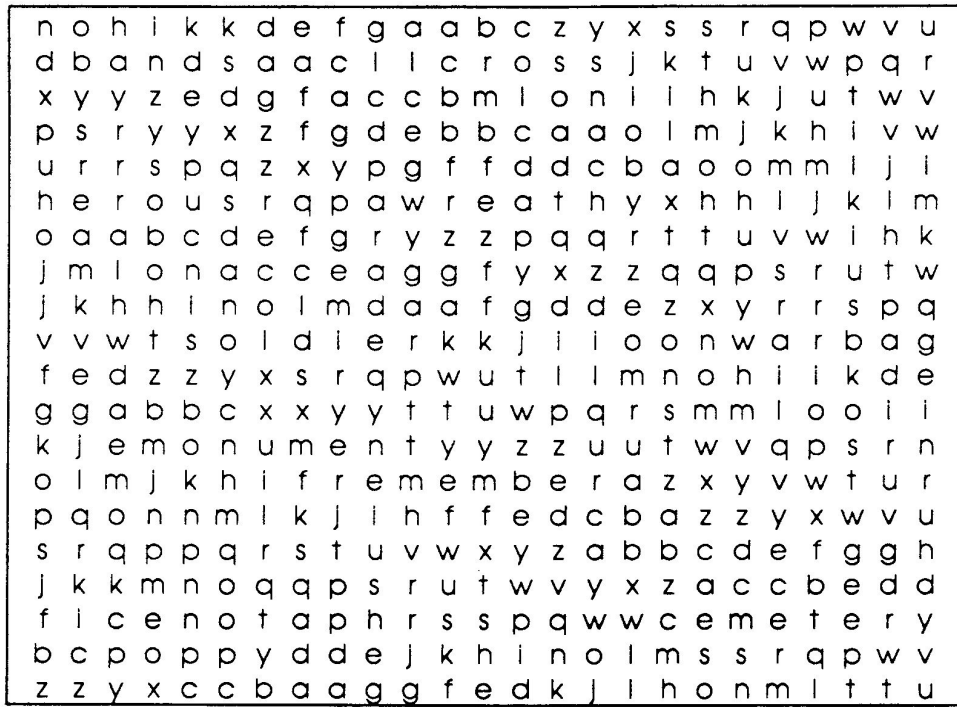 n o h i k k d e f g a a b c z y x s s r q p w v u
d b a n d s a a c l l c r o s s j k t u v w p q r
x y y z e d g f a c c b m l o n i i h k j u t w v
p s r y y x z f g d e b b c a a o l m j k h i v w
u r r s p q z x y p g f f d d c b a o o m m l j i
h e r o u s r q p a w r e a t h y x h h l j k l m
o a a b c d e f g r y z z p q q r t t u v w i h k
j m l o n a c c e a g g f y x z z q q p s r u t w
j k h h i n o l m d a a f g d d e z x y r r s p q
v v w t s o l d i e r k k j i i o o n w a r b a g
f e d z z y x s r q p w u t l l m n o h i i k d e
g g a b b c x x y y t t u w p q r s m m l o o i i
k j e m o n u m e n t y y z z u u t w v q p s r n
o l m j k h i f r e m e m b e r a z x y v w t u r
p q o n n m l k j i h f f e d c b a z z y x w v u
s r q p p q r s t u v w x y z a b b c d e f g g h
j k k m n o q q p s r u t w v y x z a c c b e d d
f i c e n o t a p h r s s p q w w c e m e t e r y
b c p o p p y d d e j k h i n o l m s s r q p w v
z z y x c c b a a g g f e d k j l h o n m l t t u